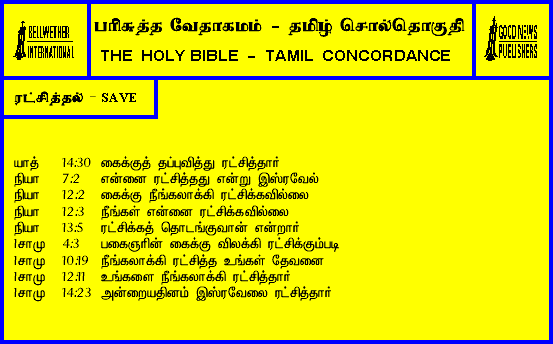 BELLWETHER
INTERNATIONAL
பரிசுத்த வேதாகமம் - தமிழ் சொல்தொகுதி
THE HOLY BIBLE - TAMIL CONCORDANCE
GOOD NEWS
PUBLISHERS
ரட்சித்தல் - SAVE
யாத் 14:30 கைக்குத் தப்புவித்து ரட்சித்தார்
நியா 7:2 என்னை ரட்சித்தது என்று இஸ்ரவேல்
நியா 12:2 கைக்கு நீங்கலாக்கி ரட்சிக்கவில்லை
நியா 12:3 நீங்கள் என்னை ரட்சிக்கவில்லை
நியா 13:5 ரட்சிக்கத் தொடங்குவான் என்றார்
1சாமு 4:3 பகைஞரின் கைக்கு விலக்கி ரட்சிக்கும்படி
1சாமு 10:19 நீங்கலாக்கி ரட்சித்த உங்கள் தேவனை
1சாமு 12:11 உங்களை நீங்கலாக்கி ரட்சித்தார்
1சாமு 14:23 அன்றையதினம் இஸ்ரவேலை ரட்சித்தார்